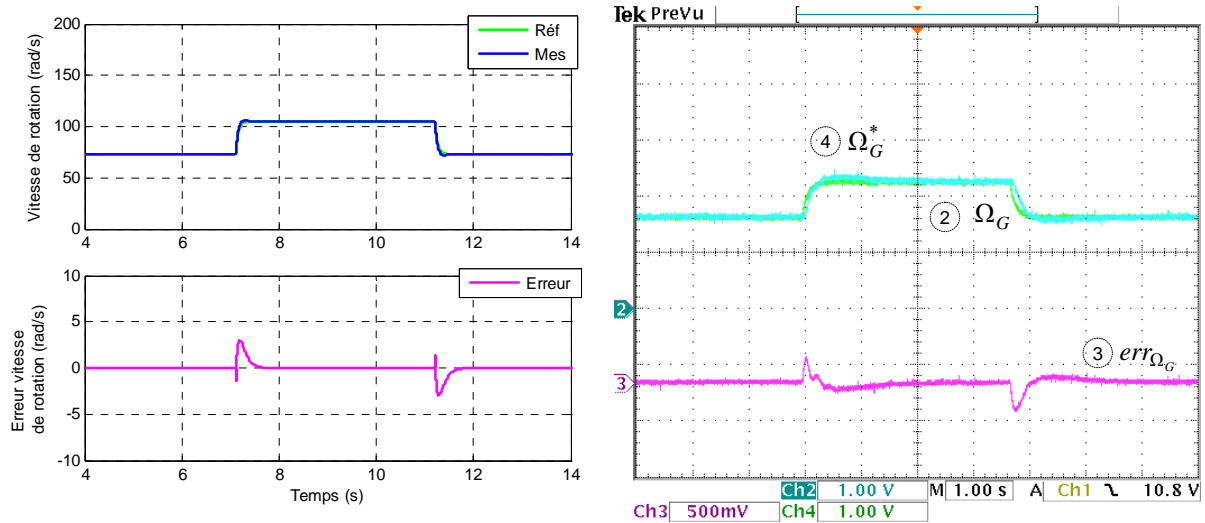 200
150
100
50
0
4
6
8
10
12
14
Vitesse de rotation (rad/s)
Réf
Mes
10
5
0
-5
-10
4
6
8
10
12
14
Erreur vitesse
de rotation (rad/s)
Temps (s)
Erreur
Tek PreVu
4 Ω*G
2 ΩG
2
3 errΩG
3
Ch2 1.00 V M 1.00 s A Ch1 10.8 V
Ch3 500mV Ch4 1.00 V